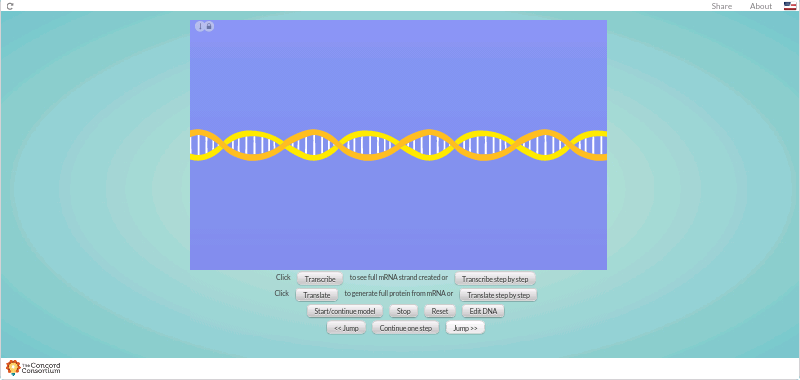 Share About
Click Transcribe to see full mRNA strand created or Transcribe step by step
Click Translate to generate full protein from mRNA or Translate step by step
Start/continue model Stop Reset Edit DNA
<< Jump Continue one step Jump >>
The Concord
Consortium